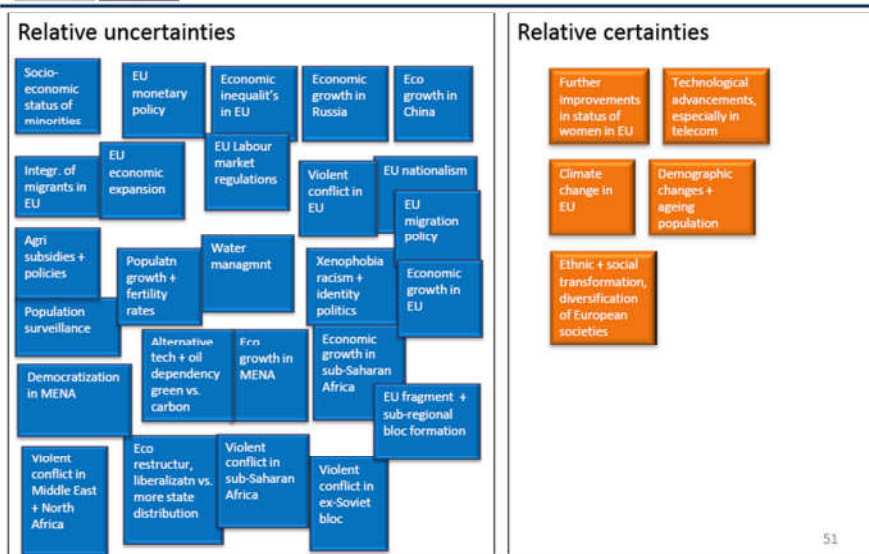 Relative uncertainties
Socio-
economic
status of
minorities
EU
monetary
policy
Economic
inequalit's
in EU
Economic
growth in
Russia
Eco
growth in
China
Integr. of
migrants in
EU
EU
economic
expansion
EU Labour
market
regulations
Violent
conflict in
EU
EU nationalism
EU
migration
policy
Agri
subsidies +
policies
Populatn
growth +
fertility
rates
Water
managmnt
Xenophobia
racism +
identity
politics
Economic
growth in
EU
Population
surveillance
Alternative
tech + oil
dependency
green vs.
carbon
Eco
growth in
MENA
Economic
growth in
sub-Saharan
Africa
Democratization
in MENA
EU fragment +
sub-regional
bloc formation
Violent
conflict in
Middle East
+ North
Africa
Eco
restructur,
liberalizatn vs.
more state
distribution
Violent
conflict in
sub-Saharan
Africa
Violent
conflict in
ex-Soviet
bloc
Relative certainties
Further
improvements
in status of
women in EU
Technological
advancements,
especially in
telecom
Climate
change in
EU
Demographic
changes +
ageing
population
Ethnic + social
transformation,
diversification
of European
societies
51